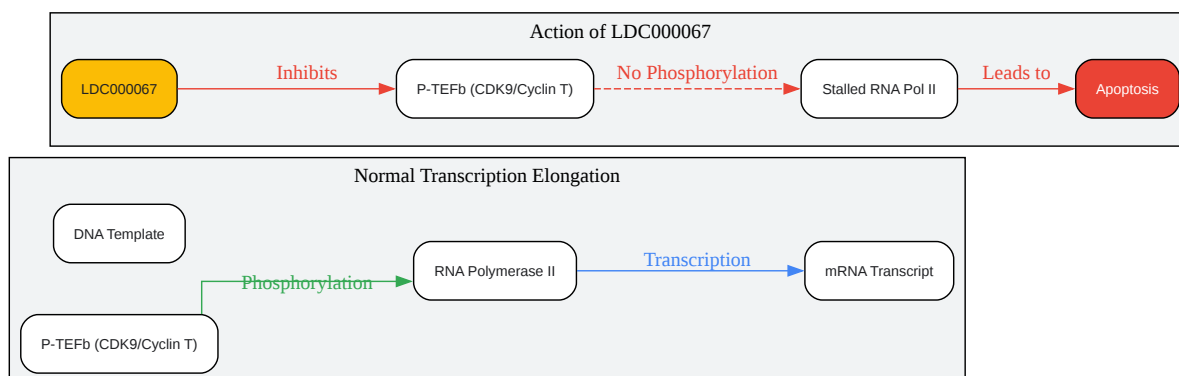 Action of LDC000067
LDC000067
Inhibits
P-TEFb (CDK9/Cyclin T)
No Phosphorylation
Stalled RNA Pol II
Leads to
Apoptosis
Normal Transcription Elongation
DNA Template
P-TEFb (CDK9/Cyclin T)
Phosphorylation
RNA Polymerase II
Transcription
mRNA Transcript